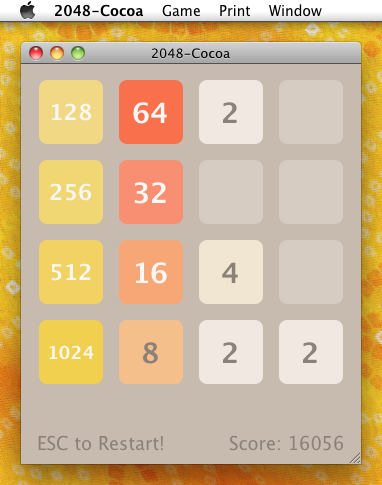 2048-Cocoa Game Print Window
2048-Cocoa
128 64 2
256 32
512 16 4
1024 8 2 2
ESC to Restart! Score: 16056